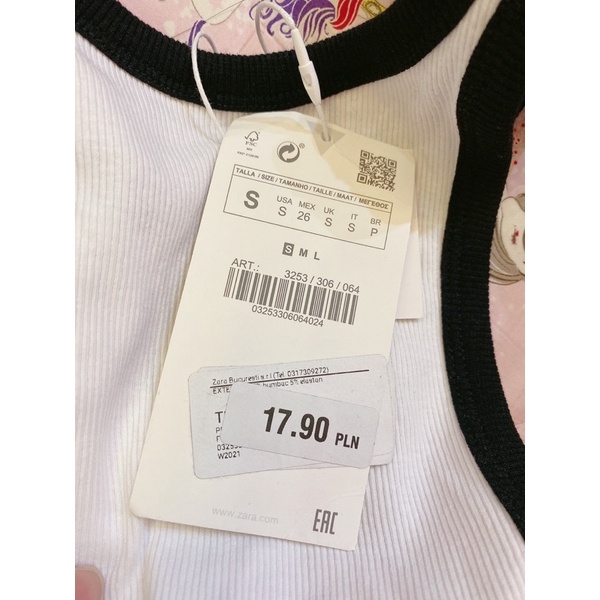 FSC
TALLA / SIZE / TAMANHO / TAILLE / MAAT / ΜΕΓΕΘΟΣ
S
USA MEX UK IT BR
S 26 S S P
S M L
ART.: 3253 / 306 / 064
03253306064024
Zara Bucuresti s.r.l (Tel. 0317309272)
EXTE bumbac 5% elastan
17.90 PLN
W2021
www.zara.com
EAC